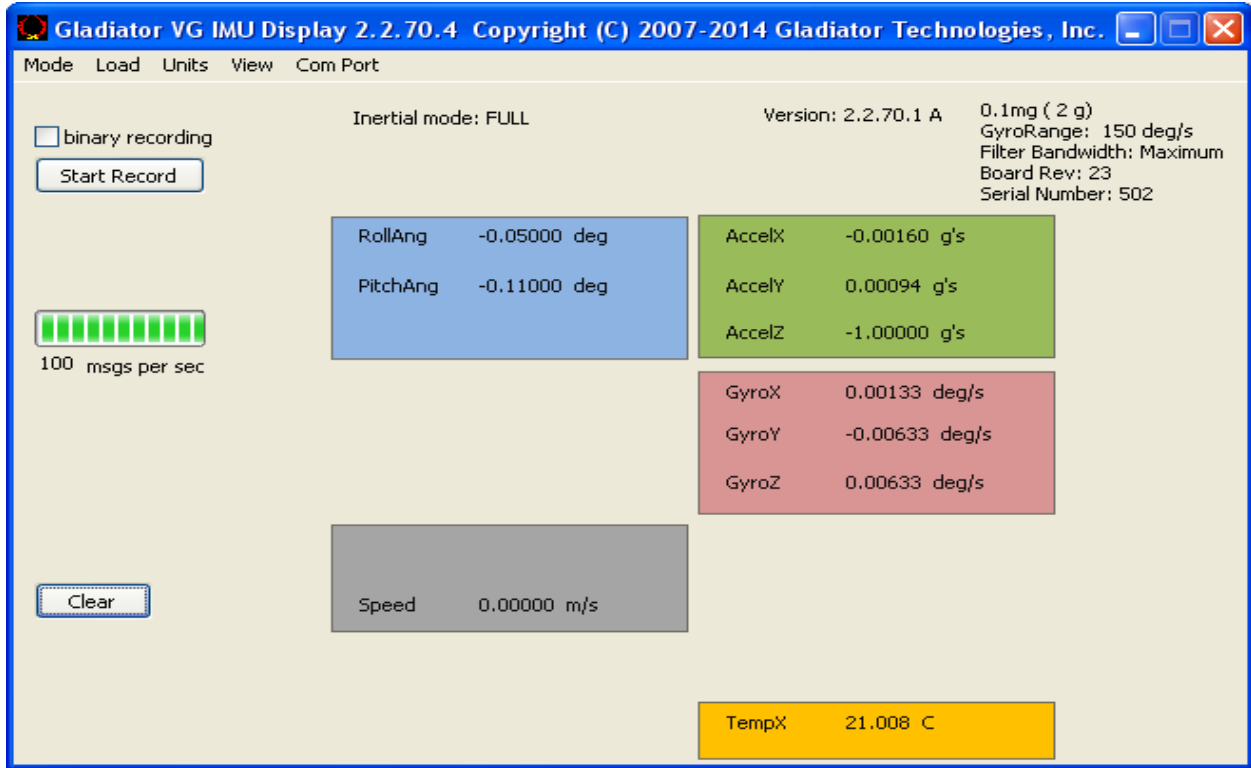 Gladiator VG IMU Display 2.2.70.4 Copyright (C) 2007-2014 Gladiator Technologies, Inc.
Mode Load Units View Com Port
binary recording
Start Record
Inertial mode: FULL
Version: 2.2.70.1 A
0.1mg ( 2 g)
GyroRange: 150 deg/s
Filter Bandwidth: Maximum
Board Rev: 23
Serial Number: 502
RollAng -0.05000 deg
PitchAng -0.11000 deg
AccelX -0.00160 g's
AccelY 0.00094 g's
AccelZ -1.00000 g's
100 msgs per sec
GyroX 0.00133 deg/s
GyroY -0.00633 deg/s
GyroZ 0.00633 deg/s
Clear
Speed 0.00000 m/s
TempX 21.008 C